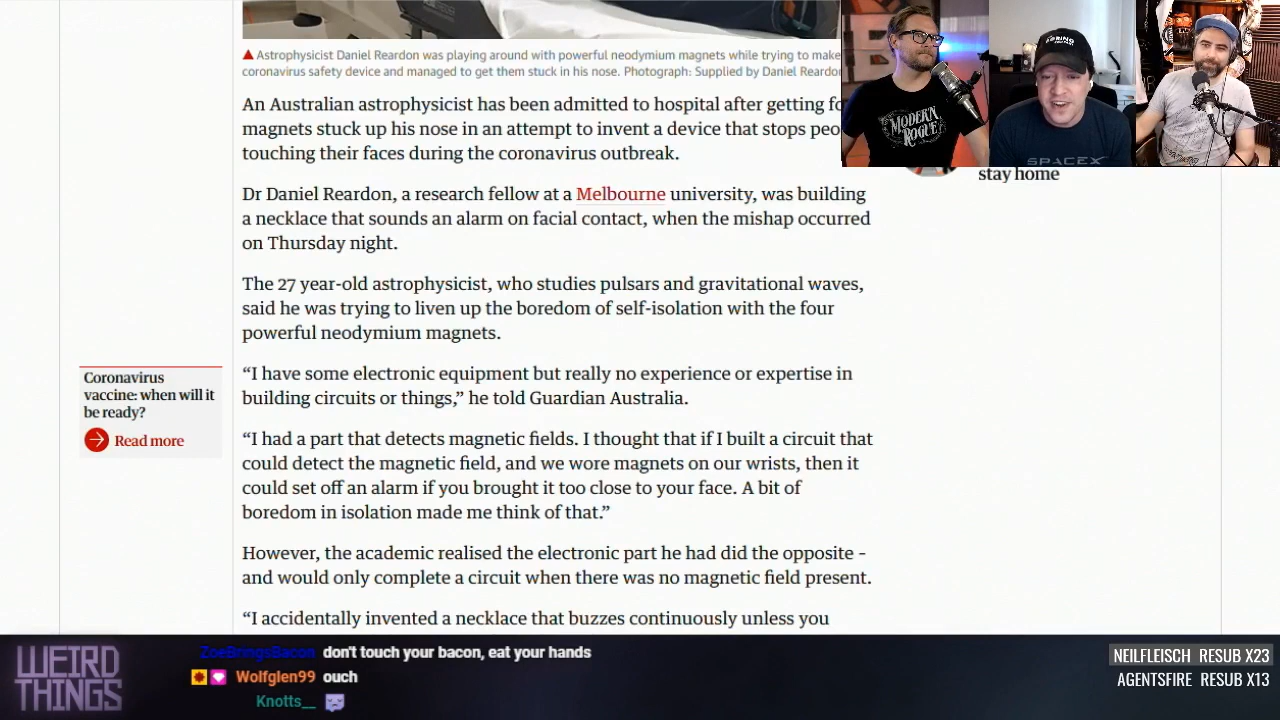 ▲ Astrophysicist Daniel Reardon was playing around with powerful neodymium magnets while trying to make
coronavirus safety device and managed to get them stuck in his nose. Photograph: Supplied by Daniel Reardon
An Australian astrophysicist has been admitted to hospital after getting
magnets stuck up his nose in an attempt to invent a device that stops
touching their faces during the coronavirus outbreak.
Dr Daniel Reardon, a research fellow at a Melbourne university, was building
a necklace that sounds an alarm on facial contact, when the mishap occurred
on Thursday night.
The 27 year-old astrophysicist, who studies pulsars and gravitational waves,
said he was trying to liven up the boredom of self-isolation with the four
powerful neodymium magnets.
Coronavirus
vaccine: when will it
be ready?
Read more
“I have some electronic equipment but really no experience or expertise in
building circuits or things,” he told Guardian Australia.
“I had a part that detects magnetic fields. I thought that if I built a circuit that
could detect the magnetic field, and we wore magnets on our wrists, then it
could set off an alarm if you brought it too close to your face. A bit of
boredom in isolation made me think of that.”
However, the academic realised the electronic part he had did the opposite –
and would only complete a circuit when there was no magnetic field present.
“I accidentally invented a necklace that buzzes continuously unless you
stay home
MODERN
ROGUE
SPACEX
WEIRD
THINGS
ZoeBringsBacon don't touch your bacon, eat your hands
Wolfglen99 ouch
Knotts__
NEILFLEISCH RESUB X23
AGENTSFIRE RESUB X13